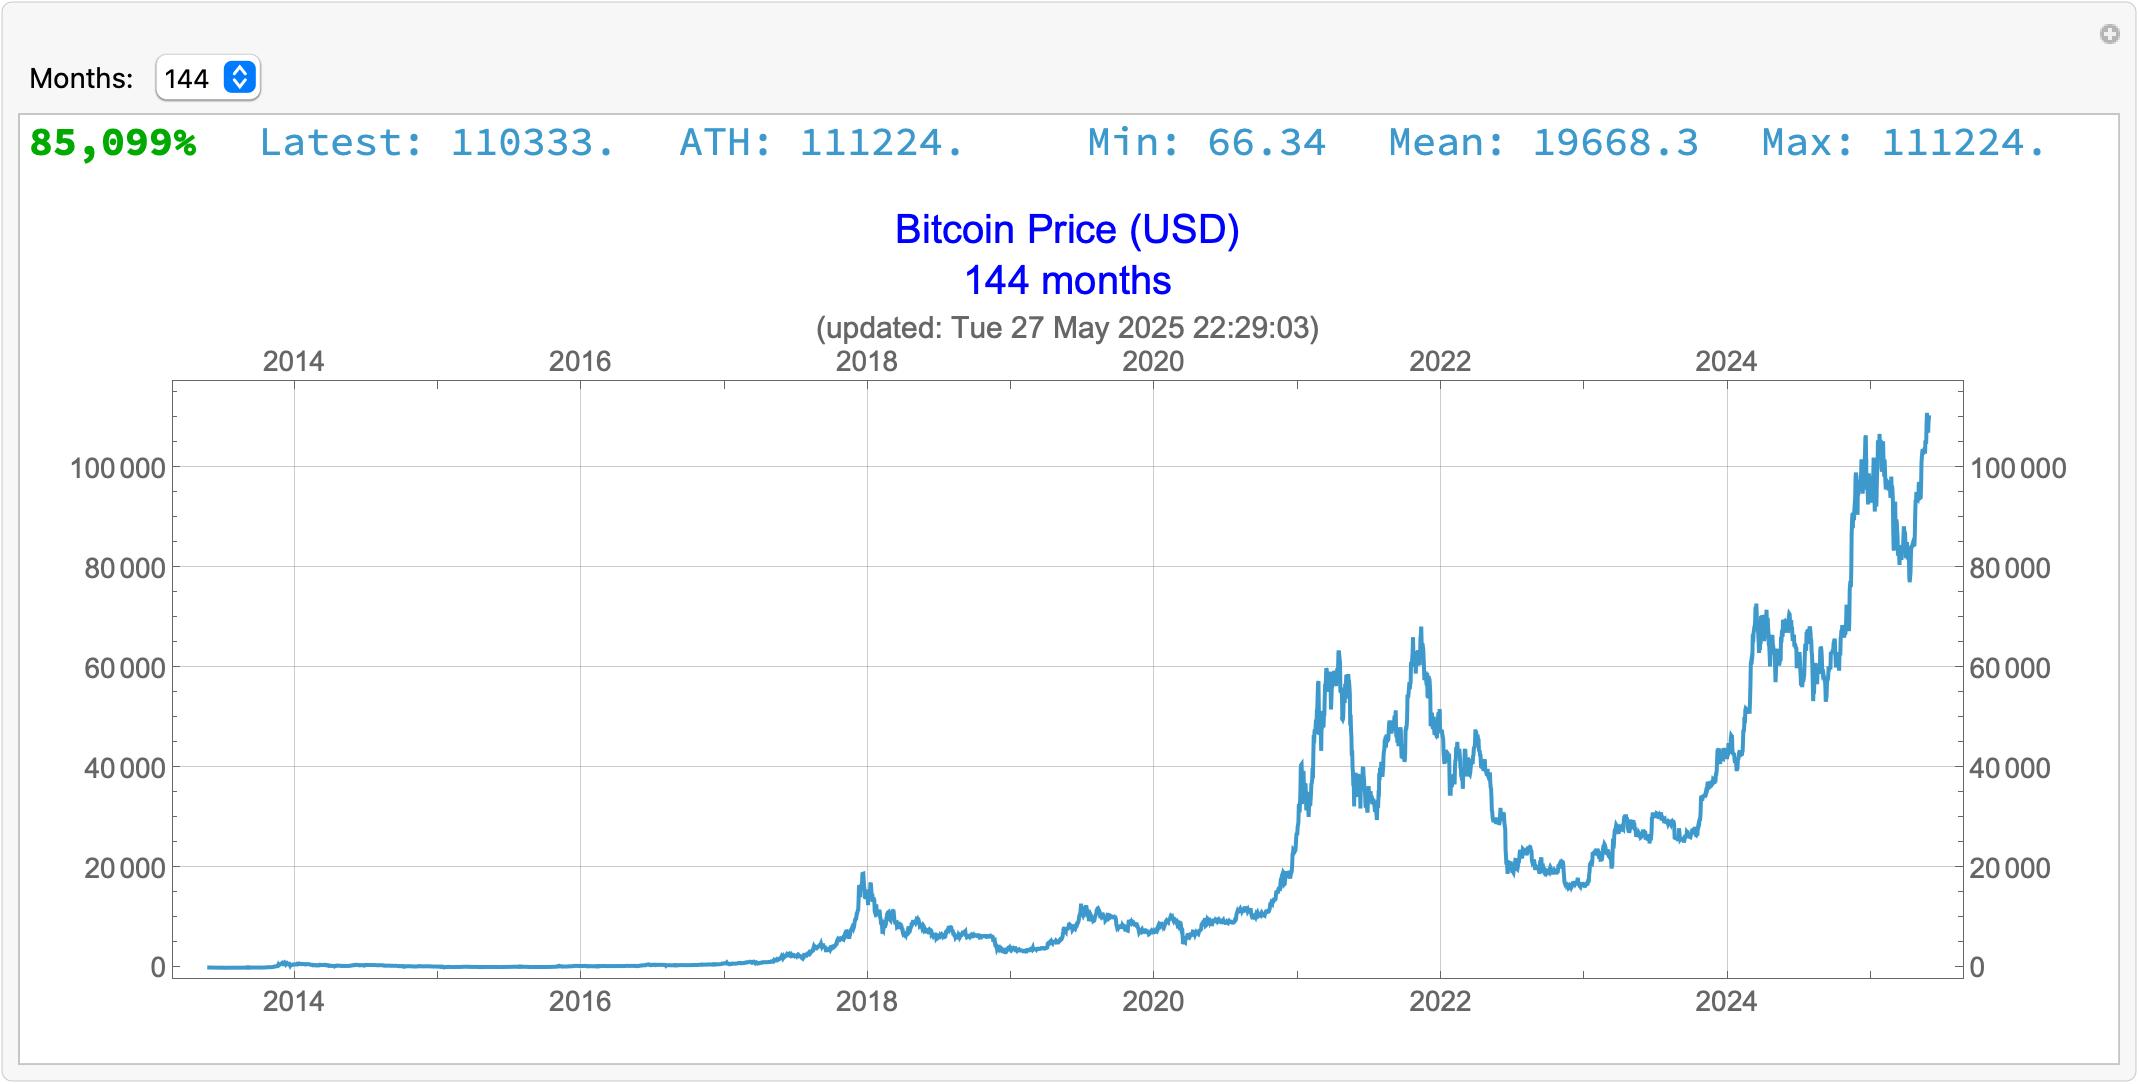 Months: 144
85,099% Latest: 110333. ATH: 111224. Min: 66.34 Mean: 19668.3 Max: 111224.
Bitcoin Price (USD)
144 months
(updated: Tue 27 May 2025 22:29:03)
2014 2016 2018 2020 2022 2024
100 000 100 000
80 000 80 000
60 000 60 000
40 000 40 000
20 000 20 000
0 0
2014 2016 2018 2020 2022 2024